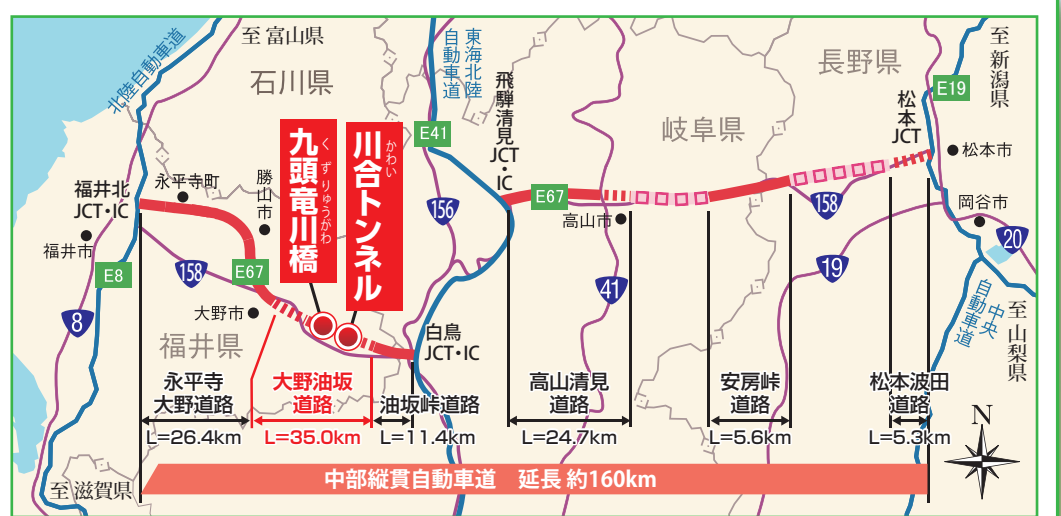 至 富山県
東海北陸
自動車道
至 新潟県
北陸自動車道
石川県
長野県
E19
飛騨清見
JCT・IC
松本
JCT
E41
岐阜県
九頭竜川橋
くずりゅうがわ
川合トンネル
かわい
松本市
永平寺町
勝山市
福井北
JCT・IC
E67
158
岡谷市
156
高山市
福井市
20
E8
158
E67
41
19
中央
自動車道
8
大野市
至 山梨県
福井県
白鳥
JCT・IC
永平寺
大野道路
L=26.4km
大野油坂
道路
L=35.0km
油坂峠道路
L=11.4km
高山清見
道路
L=24.7km
安房峠
道路
L=5.6km
松本波田
道路
L=5.3km
N
中部縦貫自動車道 延長 約160km
至 滋賀県